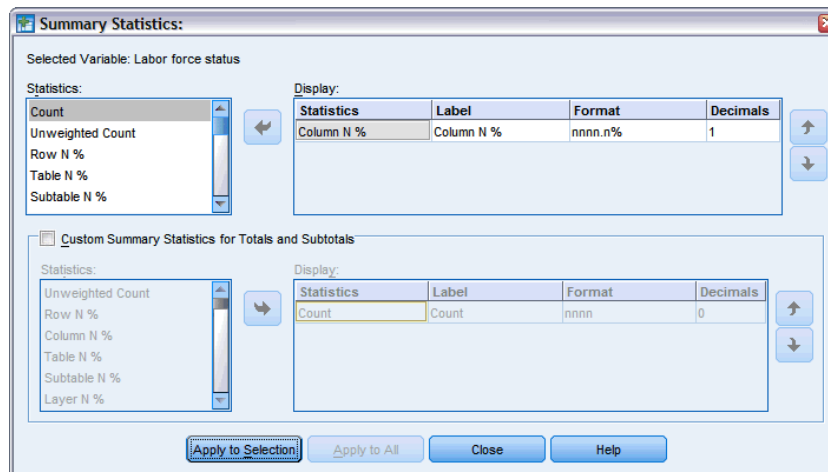 Summary Statistics:
Selected Variable: Labor force status
Statistics:
Count
Unweighted Count
Row N %
Table N %
Subtable N %
Display:
Statistics Label Format Decimals
Column N % Column N % nnnn.n% 1
Custom Summary Statistics for Totals and Subtotals
Statistics:
Unweighted Count
Row N %
Column N %
Table N %
Subtable N %
Layer N %
Display:
Statistics Label Format Decimals
Count Count nnnn 0
Apply to Selection Apply to All Close Help